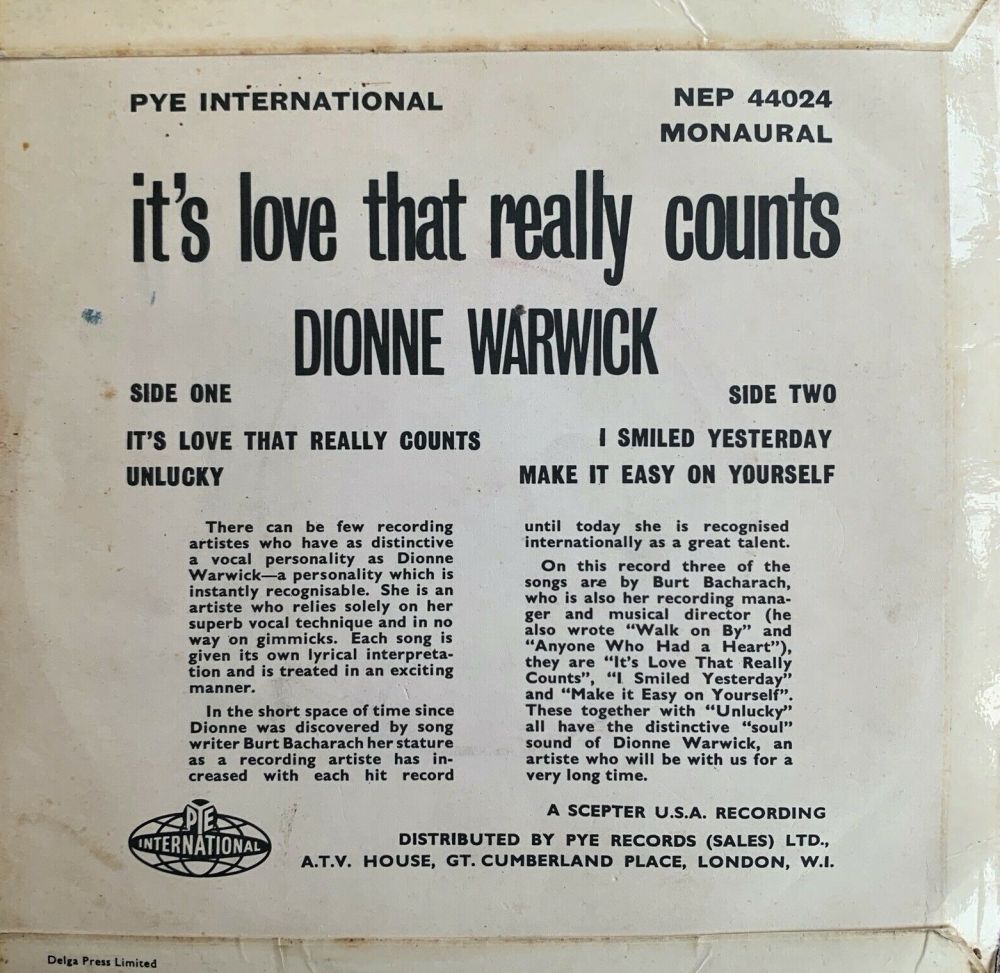 PYE INTERNATIONAL
NEP 44024
MONAURAL
it's love that really counts
DIONNE WARWICK
SIDE ONE
IT'S LOVE THAT REALLY COUNTS
UNLUCKY
SIDE TWO
I SMILED YESTERDAY
MAKE IT EASY ON YOURSELF
There can be few recording
artistes who have as distinctive
a vocal personality as Dionne
Warwick—a personality which is
instantly recognisable. She is an
artiste who relies solely on her
superb vocal technique and in no
way on gimmicks. Each song is
given its own lyrical interpreta-
tion and is treated in an exciting
manner.
In the short space of time since
Dionne was discovered by song
writer Burt Bacharach her stature
as a recording artiste has in-
creased with each hit record
until today she is recognised
internationally as a great talent.
On this record three of the
songs are by Burt Bacharach,
who is also her recording mana-
ger and musical director (he
also wrote "Walk on By" and
"Anyone Who Had a Heart"),
they are "It's Love That Really
Counts", "I Smiled Yesterday"
and "Make it Easy on Yourself".
These together with "Unlucky"
all have the distinctive "soul"
sound of Dionne Warwick, an
artiste who will be with us for a
very long time.
A SCEPTER U.S.A. RECORDING
PYE
INTERNATIONAL
DISTRIBUTED BY PYE RECORDS (SALES) LTD.,
A.T.V. HOUSE, GT. CUMBERLAND PLACE, LONDON, W.I.
Delga Press Limited